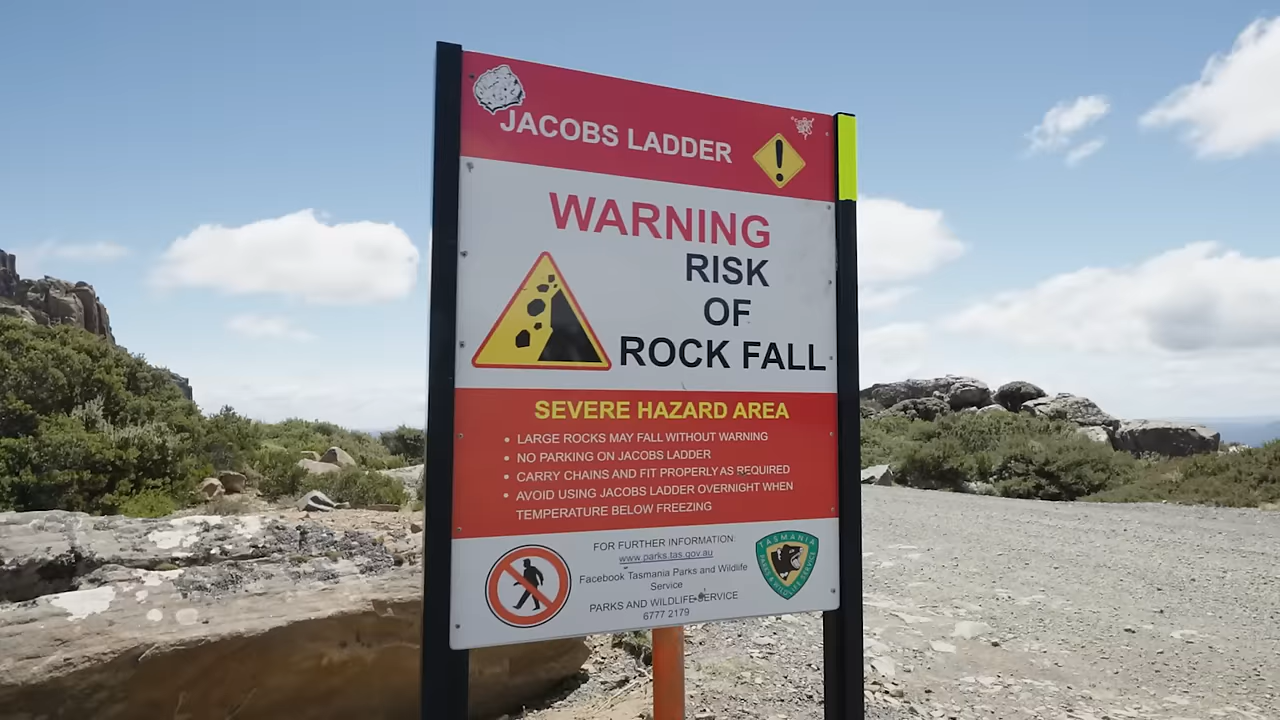 JACOBS LADDER
WARNING
RISK
OF
ROCK FALL
SEVERE HAZARD AREA
• LARGE ROCKS MAY FALL WITHOUT WARNING
• NO PARKING ON JACOBS LADDER
• CARRY CHAINS AND FIT PROPERLY AS REQUIRED
• AVOID USING JACOBS LADDER OVERNIGHT WHEN
TEMPERATURE BELOW FREEZING
FOR FURTHER INFORMATION:
www.parks.tas.gov.au
Facebook Tasmania Parks and Wildlife
Service
PARKS AND WILDLIFE SERVICE
6777 2179
TASMANIA
PARKS & WILDLIFE SERVICE